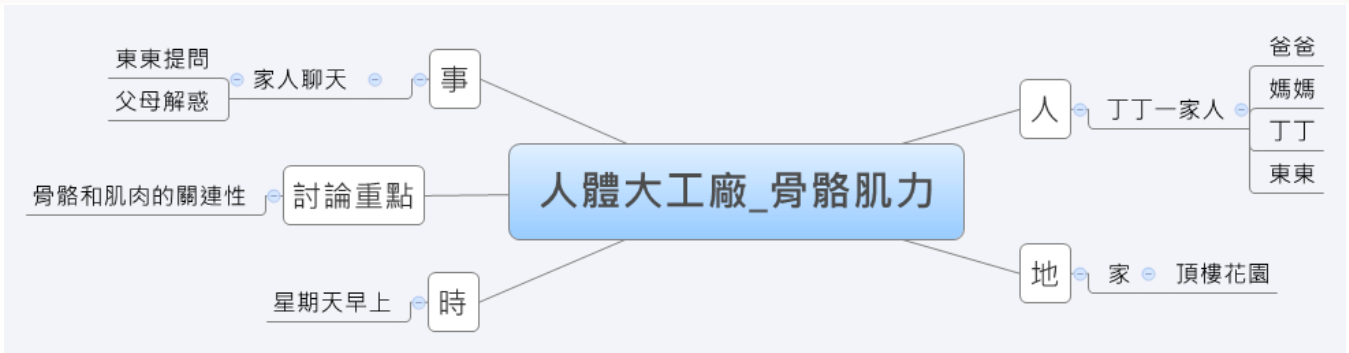 人體大工廠_骨骼肌力
人
丁丁一家人
爸爸
媽媽
丁丁
東東
地
家
頂樓花園
時
星期天早上
討論重點
骨骼和肌肉的關連性
事
家人聊天
東東提問
父母解惑